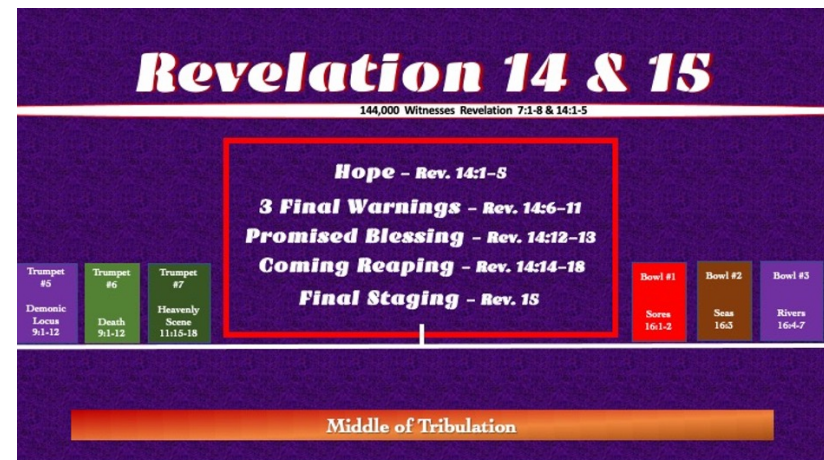 Revelation 14 & 15
144,000 Witnesses Revelation 7:1-8 & 14:1-5
Hope – Rev. 14:1-5
3 Final Warnings – Rev. 14:6-11
Promised Blessing – Rev. 14:12-13
Coming Reaping – Rev. 14:14-18
Final Staging – Rev. 15
Trumpet
#5
Demonic
Locus
9:1-12
Trumpet
#6
Death
9:1-12
Trumpet
#7
Heavenly
Scene
11:15-18
Bowl #1
Sores
16:1-2
Bowl #2
Seas
16:3
Bowl #3
Rivers
16:4-7
Middle of Tribulation